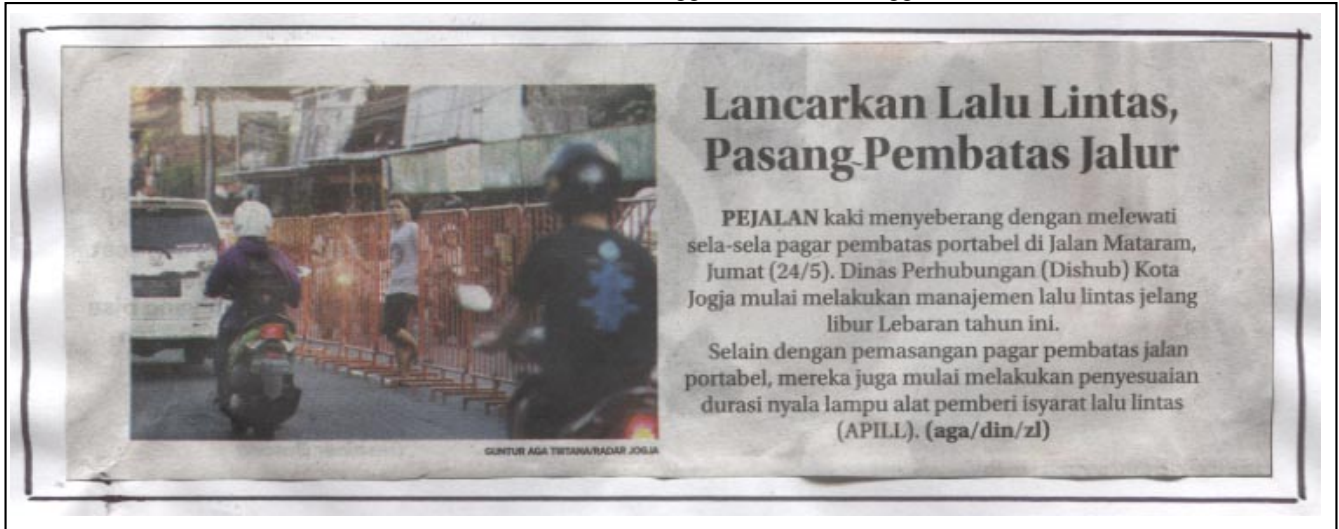 Lancarkan Lalu Lintas,
Pasang Pembatas Jalur
PEJALAN kaki menyeberang dengan melewati
sela-sela pagar pembatas portabel di Jalan Mataram,
Jumat (24/5). Dinas Perhubungan (Dishub) Kota
Jogja mulai melakukan manajemen lalu lintas jelang
libur Lebaran tahun ini.
Selain dengan pemasangan pagar pembatas jalan
portabel, mereka juga mulai melakukan penyesuaian
durasi nyala lampu alat pemberi isyarat lalu lintas
(APILL). (aga/din/zl)
GUNTUR AGA TIRTANA/RADAR JOGJA